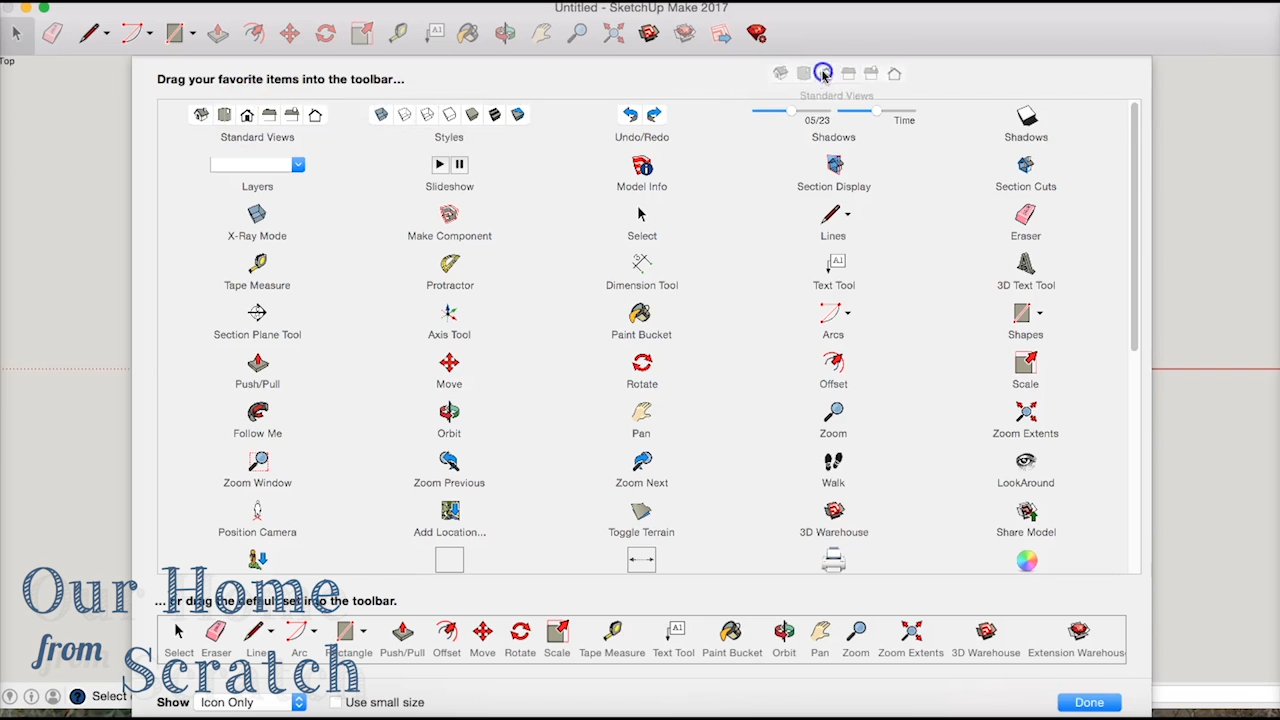 Untitled - SketchUp Make 2017
Top
Drag your favorite items into the toolbar...
Standard Views
Standard Views Styles Undo/Redo 05/23 Time Shadows Shadows
Layers Slideshow Model Info Section Display Section Cuts
X-Ray Mode Make Component Select Lines Eraser
Tape Measure Protractor Dimension Tool Text Tool 3D Text Tool
Section Plane Tool Axis Tool Paint Bucket Arcs Shapes
Push/Pull Move Rotate Offset Scale
Follow Me Orbit Pan Zoom Zoom Extents
Zoom Window Zoom Previous Zoom Next Walk LookAround
Position Camera Add Location... Toggle Terrain 3D Warehouse Share Model
... or drag the default set into the toolbar.
Select Eraser Line Arc Rectangle Push/Pull Offset Move Rotate Scale Tape Measure Text Tool Paint Bucket Orbit Pan Zoom Zoom Extents 3D Warehouse Extension Warehous
Our Home
from
Scratch
Select
Show Icon Only Use small size Done